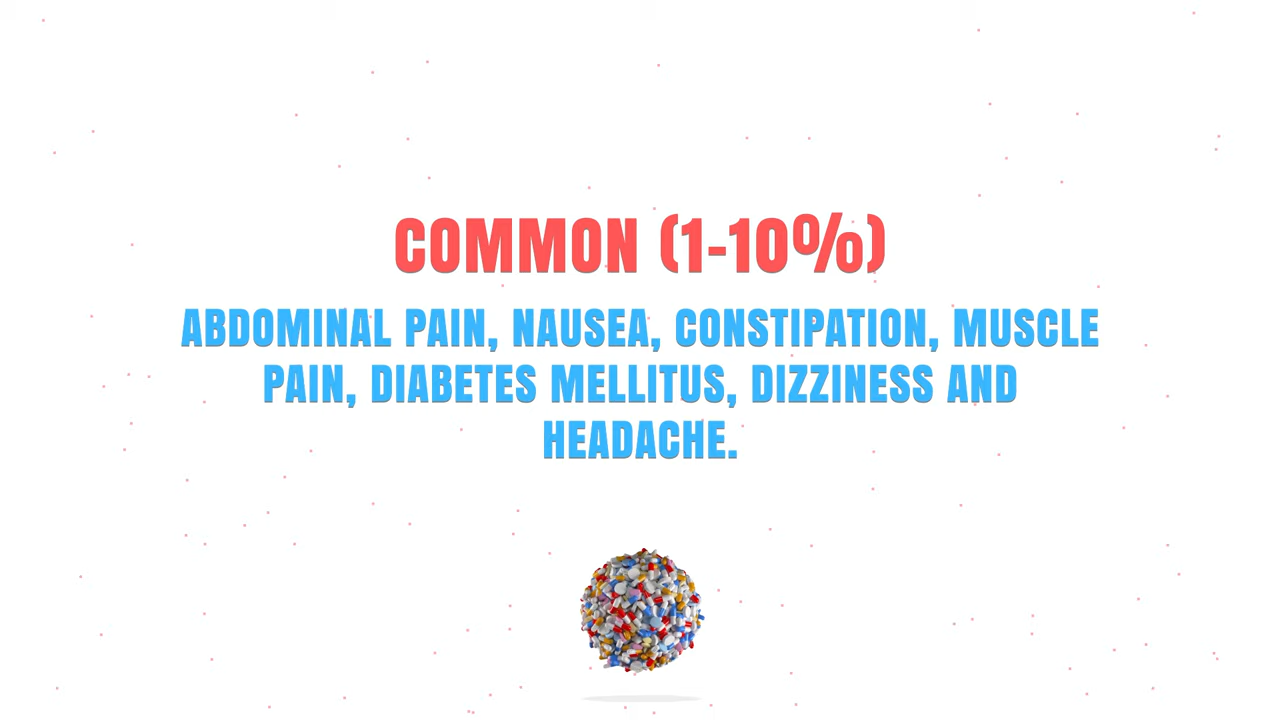 COMMON (1-10%)
ABDOMINAL PAIN, NAUSEA, CONSTIPATION, MUSCLE
PAIN, DIABETES MELLITUS, DIZZINESS AND
HEADACHE.